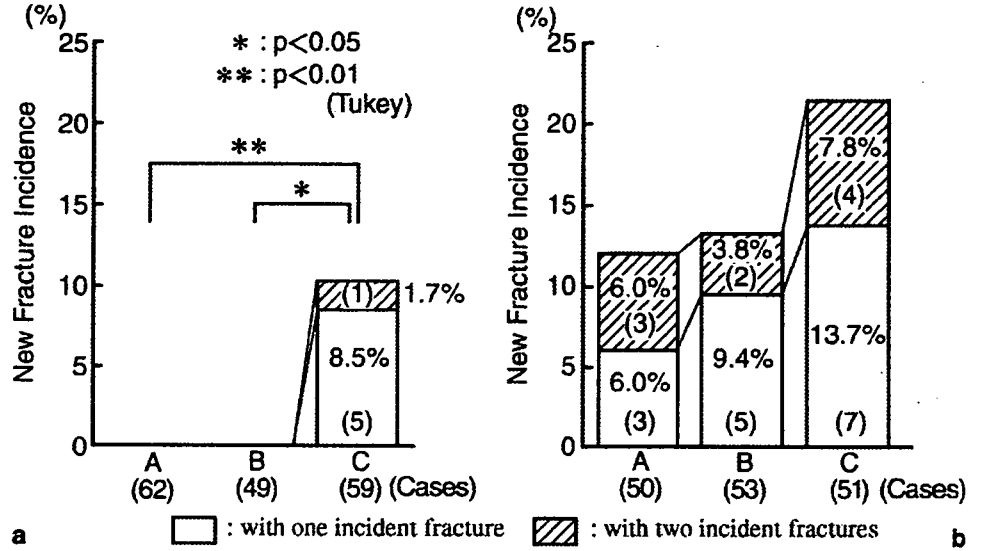 (%)
25
20
15
10
5
0
New Fracture Incidence
* : p<0.05
** : p<0.01
(Tukey)
**
*
(1) 1.7%
8.5%
(5)
A B C
(62) (49) (59) (Cases)
a
(%)
25
20
15
10
5
0
New Fracture Incidence
6.0%
(3)
6.0%
(3)
3.8%
(2)
9.4%
(5)
7.8%
(4)
13.7%
(7)
A B C
(50) (53) (51) (Cases)
b
: with one incident fracture : with two incident fractures